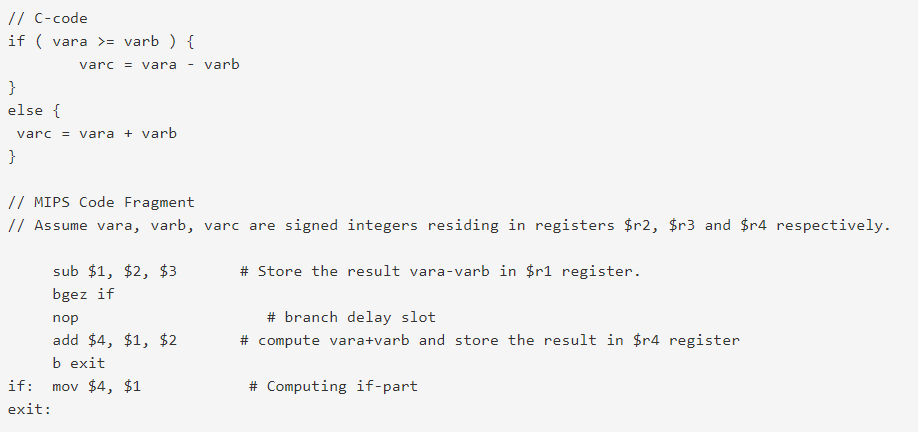 // C-code
if ( vara >= varb ) {
        varc = vara - varb
}
else {
 varc = vara + varb
}

// MIPS Code Fragment
// Assume vara, varb, varc are signed integers residing in registers $r2, $r3 and $r4 respectively.

     sub $1, $2, $3       # Store the result vara-varb in $r1 register.
     bgez if
     nop                     # branch delay slot
     add $4, $1, $2       # compute vara+varb and store the result in $r4 register
     b exit
if:  mov $4, $1            # Computing if-part
exit: